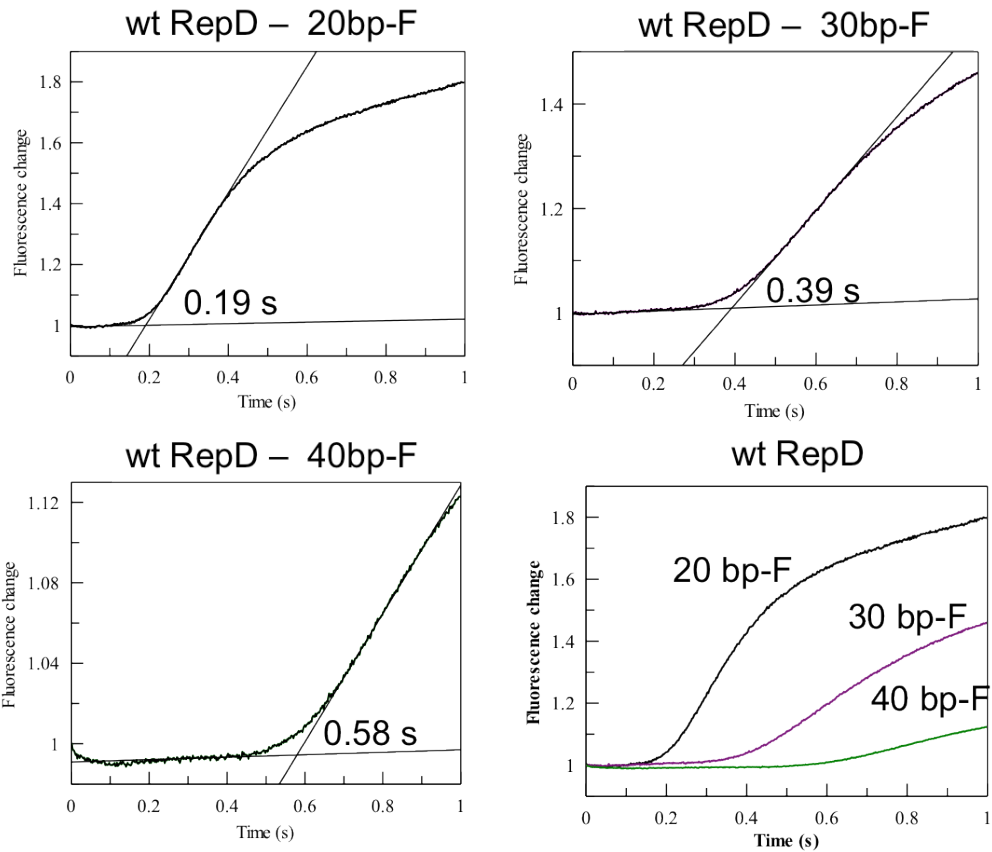 wt RepD – 20bp-F
Fluorescence change
1.8
1.6
1.4
1.2
1
0.19 s
0 0.2 0.4 0.6 0.8 1
Time (s)
wt RepD – 30bp-F
Fluorescence change
1.4
1.2
1
0.39 s
0 0.2 0.4 0.6 0.8 1
Time (s)
wt RepD – 40bp-F
Fluorescence change
1.12
1.08
1.04
1
0.58 s
0 0.2 0.4 0.6 0.8 1
Time (s)
wt RepD
Fluorescence change
1.8
1.6
1.4
1.2
1
20 bp-F
30 bp-F
40 bp-F
0 0.2 0.4 0.6 0.8 1
Time (s)